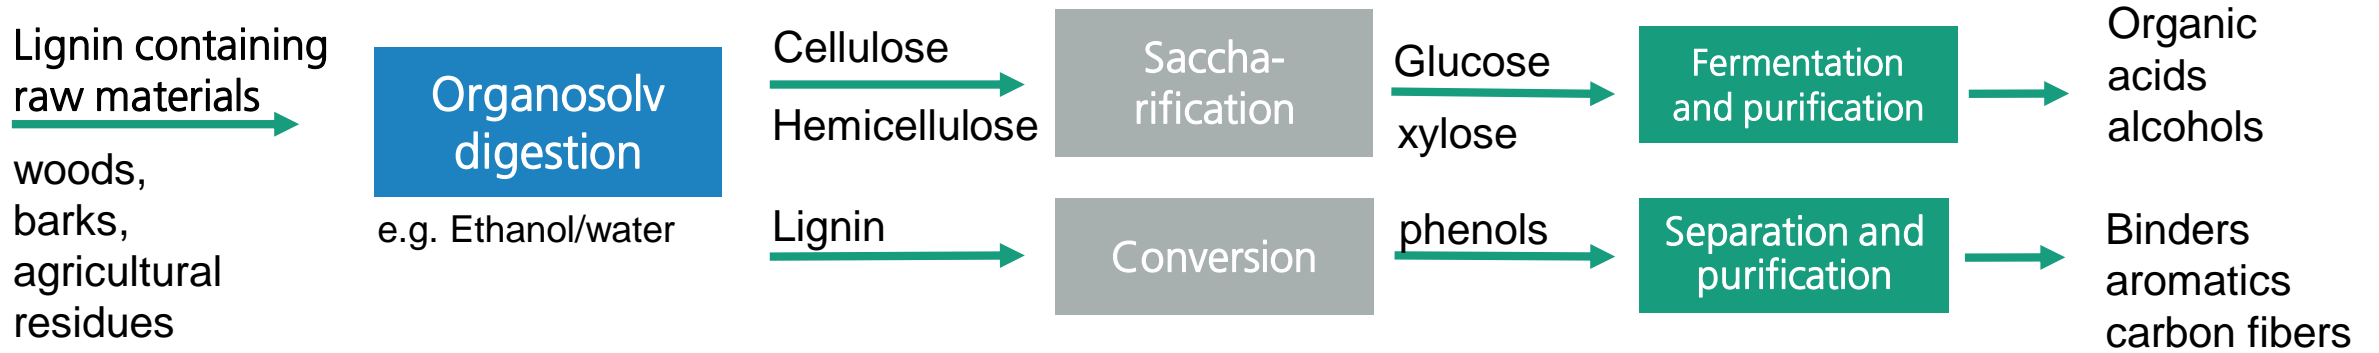 Lignin containing
raw materials
woods,
barks,
agricultural
residues
Organosolv
digestion
e.g. Ethanol/water
Cellulose
Hemicellulose
Saccha-
rification
Glucose
xylose
Fermentation
and purification
Organic
acids
alcohols
Lignin
Conversion
phenols
Separation and
purification
Binders
aromatics
carbon fibers